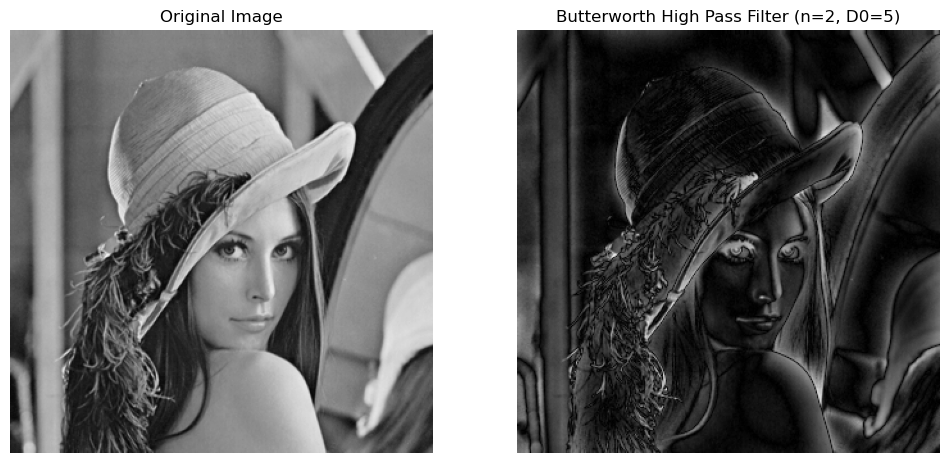 Original Image
Butterworth High Pass Filter (n=2, D0=5)